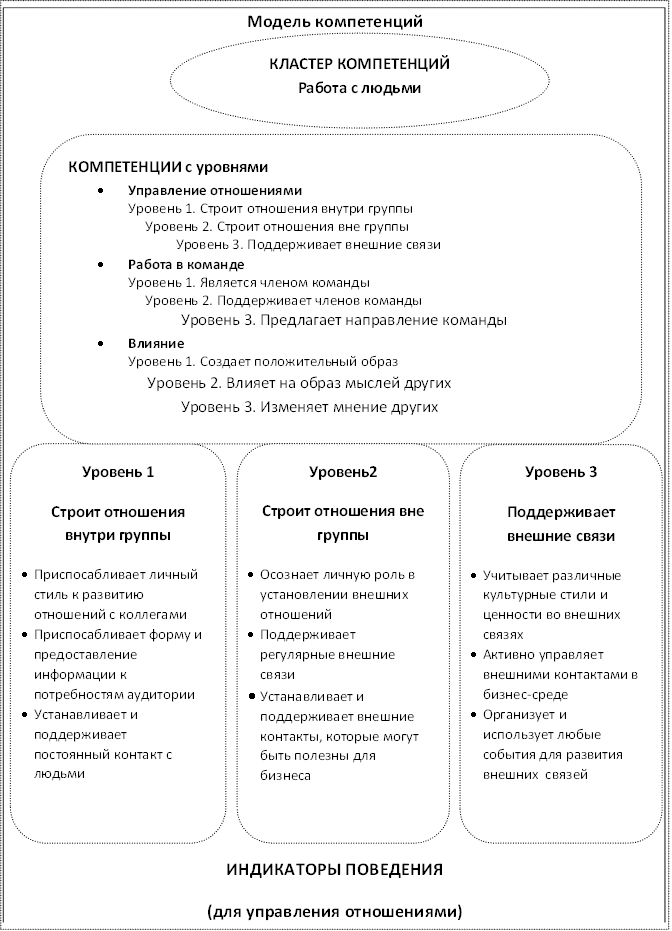 Модель компетенций
КЛАСТЕР КОМПЕТЕНЦИЙ
Работа с людьми
КОМПЕТЕНЦИИ с уровнями
• Управление отношениями
Уровень 1. Строит отношения внутри группы
Уровень 2. Строит отношения вне группы
Уровень 3. Поддерживает внешние связи
• Работа в команде
Уровень 1. Является членом команды
Уровень 2. Поддерживает членов команды
Уровень 3. Предлагает направление команды
• Влияние
Уровень 1. Создает положительный образ
Уровень 2. Влияет на образ мыслей других
Уровень 3. Изменяет мнение других
Уровень 1
Строит отношения
внутри группы
• Приспосабливает личный
стиль к развитию
отношений с коллегами
• Приспосабливает форму и
предоставление
информации к
потребностям аудитории
• Устанавливает и
поддерживает
постоянный контакт с
людьми
Уровень2
Строит отношения вне
группы
• Осознает личную роль в
установлении внешних
отношений
• Поддерживает
регулярные внешние
связи
• Устанавливает и
поддерживает внешние
контакты, которые могут
быть полезны для
бизнеса
Уровень 3
Поддерживает
внешние связи
• Учитывает различные
культурные стили и
ценности во внешних
связях
• Активно управляет
внешними контактами в
бизнес-среде
• Организует и
использует любые
события для развития
внешних связей
ИНДИКАТОРЫ ПОВЕДЕНИЯ
(для управления отношениями)